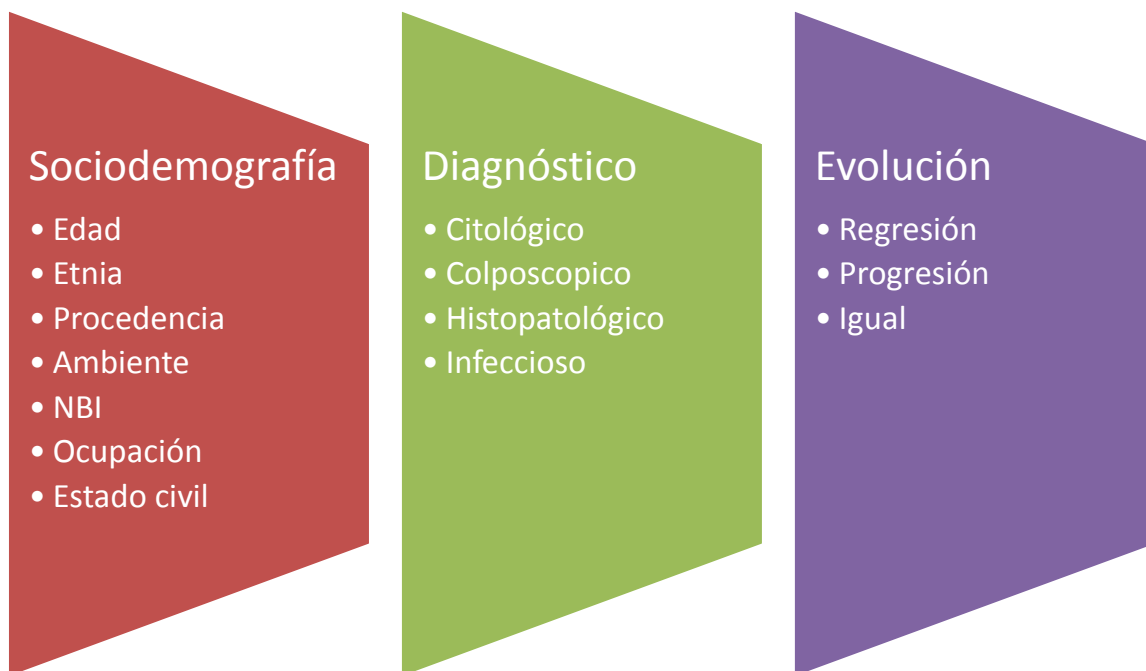 Sociodemografía
• Edad
• Etnia
• Procedencia
• Ambiente
• NBI
• Ocupación
• Estado civil
Diagnóstico
• Citológico
• Colposcopico
• Histopatológico
• Infeccioso
Evolución
• Regresión
• Progresión
• Igual